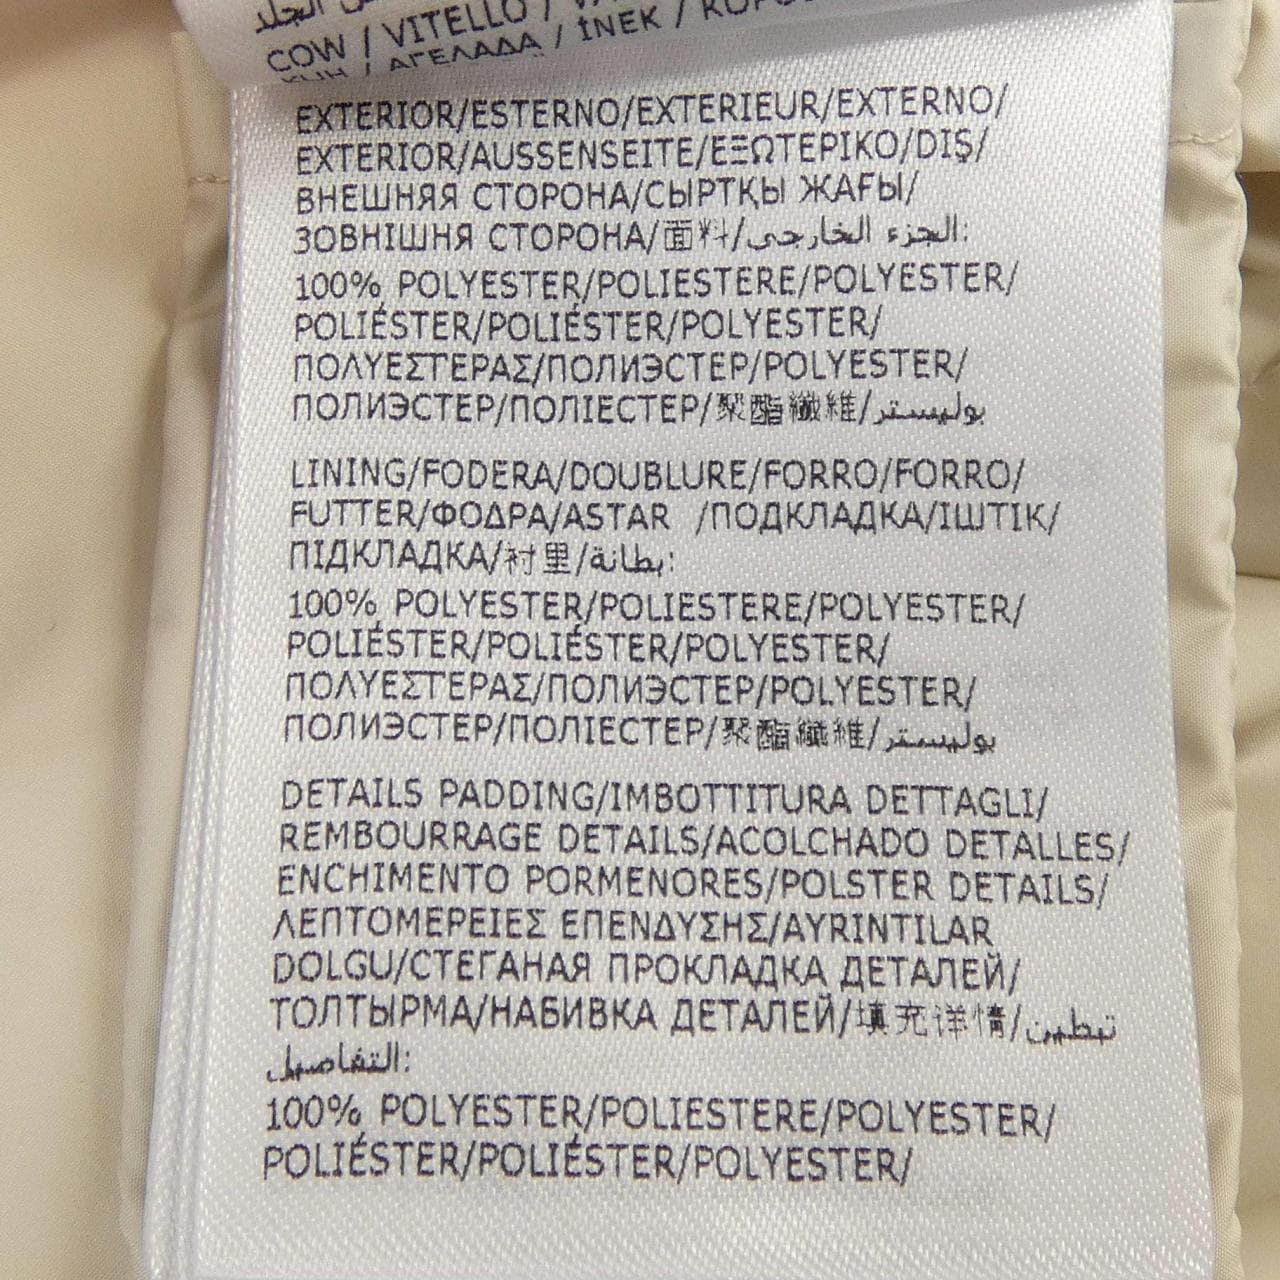 COW / VITELLO /
/ ΑΓΕΛΑΔΑ / İNEK /
EXTERIOR/ESTERNO/EXTERIEUR/EXTERNO/
EXTERIOR/AUSSENSEITE/ΕΞΩΤΕΡΙΚΟ/DIŞ/
ВНЕШНЯЯ СТОРОНА/СЫРТҚЫ ЖАҒЫ/
ЗОВНІШНЯ СТОРОНА/面料/الجزء الخارجي:
100% POLYESTER/POLIESTERE/POLYESTER/
POLIÉSTER/POLIÉSTER/POLYESTER/
ΠΟΛΥΕΣΤΕΡΑΣ/ПОЛИЭСТЕР/POLYESTER/
ПОЛИЭСТЕР/ПОЛІЕСТЕР/聚酯纖維/بوليستر
LINING/FODERA/DOUBLURE/FORRO/FORRO/
FUTTER/ΦΟΔΡΑ/ASTAR /ПОДКЛАДКА/ІШТІК/
ПІДКЛАДКА/衬里/بطانة:
100% POLYESTER/POLIESTERE/POLYESTER/
POLIÉSTER/POLIÉSTER/POLYESTER/
ΠΟΛΥΕΣΤΕΡΑΣ/ПОЛИЭСТЕР/POLYESTER/
ПОЛИЭСТЕР/ПОЛІЕСТЕР/聚酯纖維/بوليستر
DETAILS PADDING/IMBOTTITURA DETTAGLI/
REMBOURRAGE DETAILS/ACOLCHADO DETALLES/
ENCHIMENTO PORMENORES/POLSTER DETAILS/
ΛΕΠΤΟΜΕΡΕΙΕΣ ΕΠΕΝΔΥΣΗΣ/AYRINTILAR
DOLGU/СТЕГАНАЯ ПРОКЛАДКА ДЕТАЛЕЙ/
ТОЛТЫРМА/НАБИВКА ДЕТАЛЕЙ/填充详情/تبطين
التفاصيل:
100% POLYESTER/POLIESTERE/POLYESTER/
POLIÉSTER/POLIÉSTER/POLYESTER/